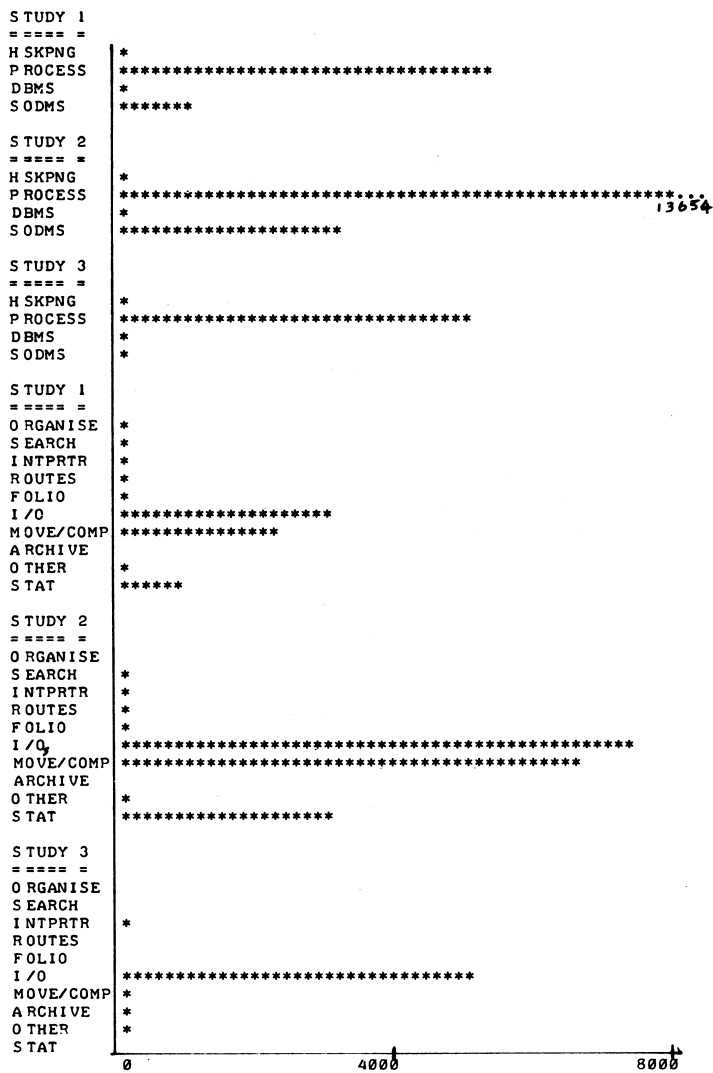 STUDY 1
===== =
HSKPNG *
PROCESS ******************************************
DBMS *
SODMS ********
STUDY 2
===== =
HSKPNG *
PROCESS ***************************************************************...
13654
DBMS *
SODMS *************************
STUDY 3
===== =
HSKPNG *
PROCESS ****************************************
DBMS *
SODMS *
STUDY 1
===== =
ORGANISE *
SEARCH *
INTPRTR *
ROUTES *
FOLIO *
I/O ************************
MOVE/COMP ******************
ARCHIVE
OTHER *
STAT *******
STUDY 2
===== =
ORGANISE
SEARCH *
INTPRTR *
ROUTES *
FOLIO *
I/O, **********************************************************
MOVE/COMP ****************************************************
ARCHIVE
OTHER *
STAT ************************
STUDY 3
===== =
ORGANISE
SEARCH
INTPRTR *
ROUTES
FOLIO
I/O ****************************************
MOVE/COMP *
ARCHIVE *
OTHER *
STAT
0 4000 8000